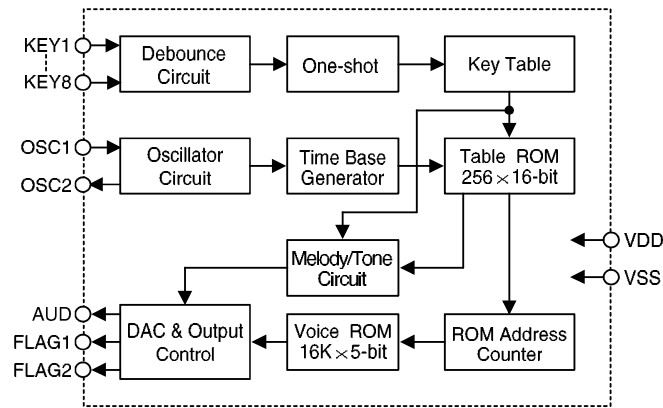 KEY1
KEY8
Debounce
Circuit
One-shot
Key Table
OSC1
OSC2
Oscillator
Circuit
Time Base
Generator
Table ROM
256×16-bit
Melody/Tone
Circuit
VDD
VSS
AUD
FLAG1
FLAG2
DAC & Output
Control
Voice ROM
16K×5-bit
ROM Address
Counter